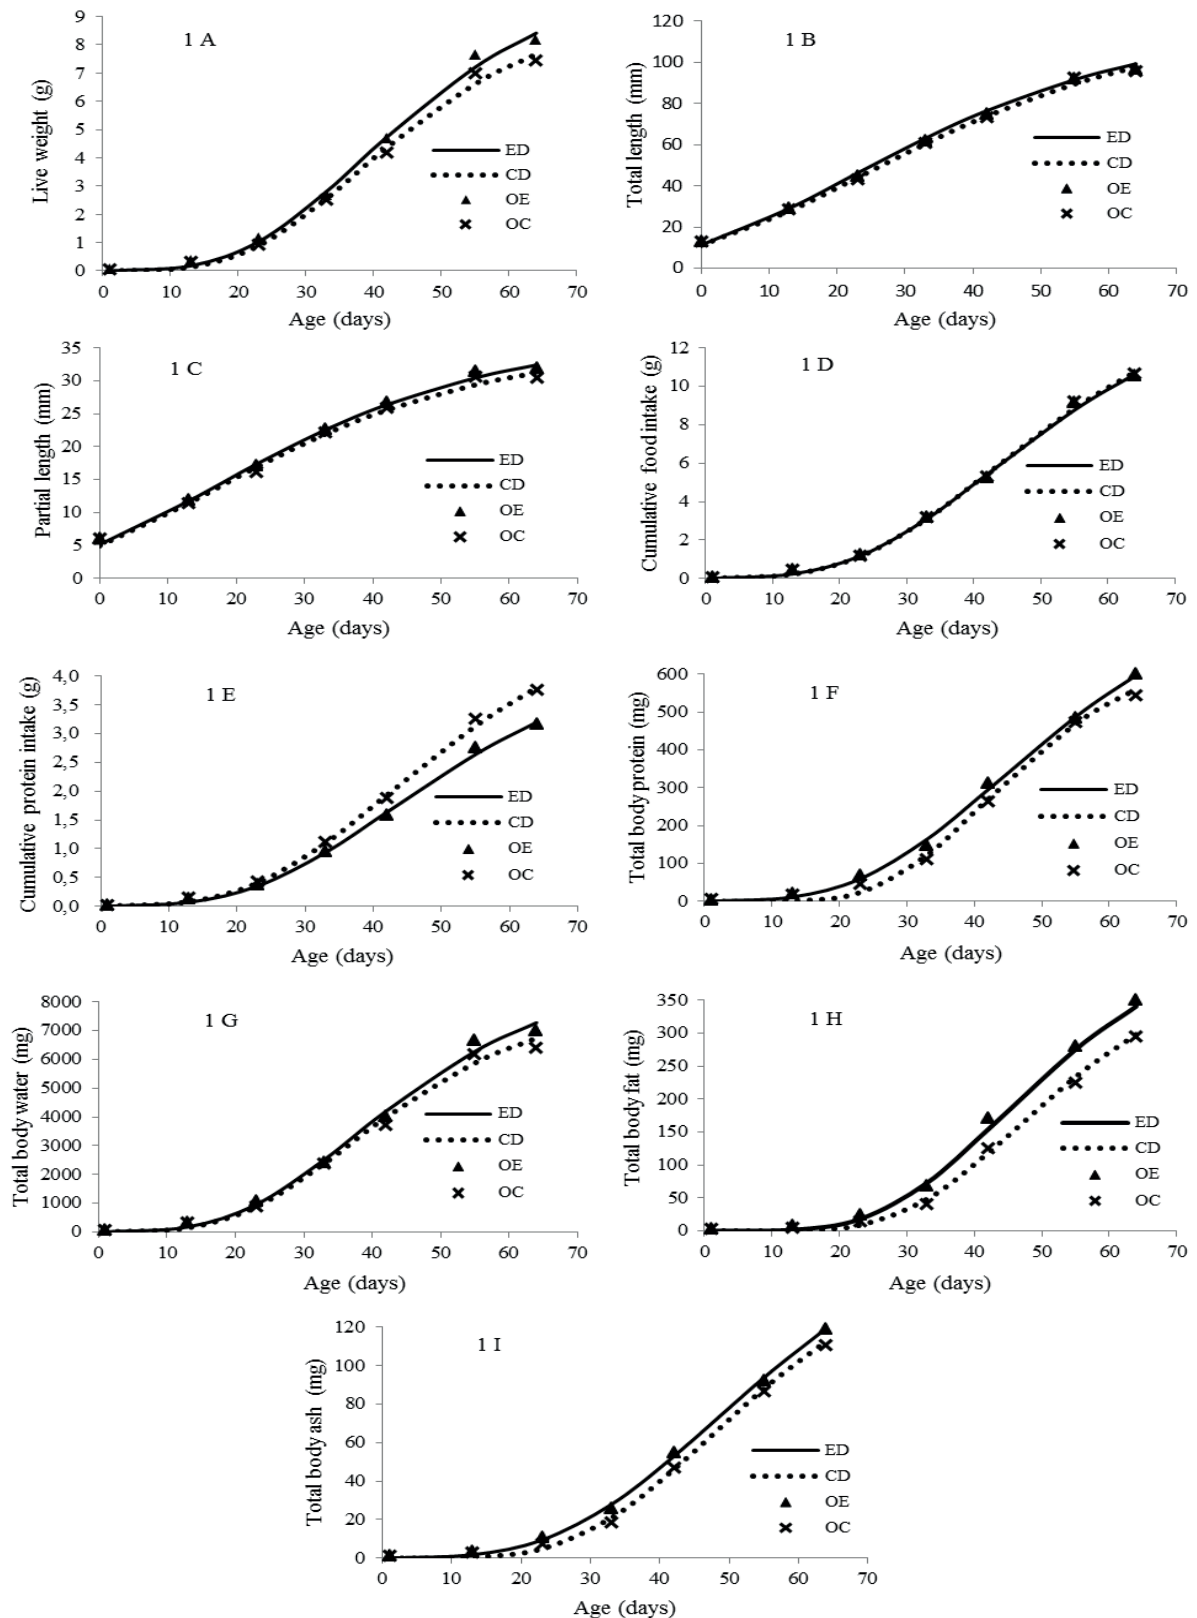 1 A
Live weight (g)
9
8
7
6
5
4
3
2
1
0
0 10 20 30 40 50 60 70
Age (days)
ED
CD
OE
OC
1 B
Total length (mm)
120
100
80
60
40
20
0
0 10 20 30 40 50 60 70
Age (days)
ED
CD
OE
OC
1 C
Partial length (mm)
35
30
25
20
15
10
5
0
0 10 20 30 40 50 60 70
Age (days)
ED
CD
OE
OC
1 D
Cumulative food intake (g)
12
10
8
6
4
2
0
0 10 20 30 40 50 60 70
Age (days)
ED
CD
OE
OC
1 E
Cumulative protein intake (g)
4,0
3,5
3,0
2,5
2,0
1,5
1,0
0,5
0,0
0 10 20 30 40 50 60 70
Age (days)
ED
CD
OE
OC
1 F
Total body protein (mg)
600
500
400
300
200
100
0
0 10 20 30 40 50 60 70
Age (days)
ED
CD
OE
OC
1 G
Total body water (mg)
8000
7000
6000
5000
4000
3000
2000
1000
0
0 10 20 30 40 50 60 70
Age (days)
ED
CD
OE
OC
1 H
Total body fat (mg)
350
300
250
200
150
100
50
0
0 10 20 30 40 50 60 70
Age (days)
ED
CD
OE
OC
1 I
Total body ash (mg)
120
100
80
60
40
20
0
0 10 20 30 40 50 60 70
Age (days)
ED
CD
OE
OC